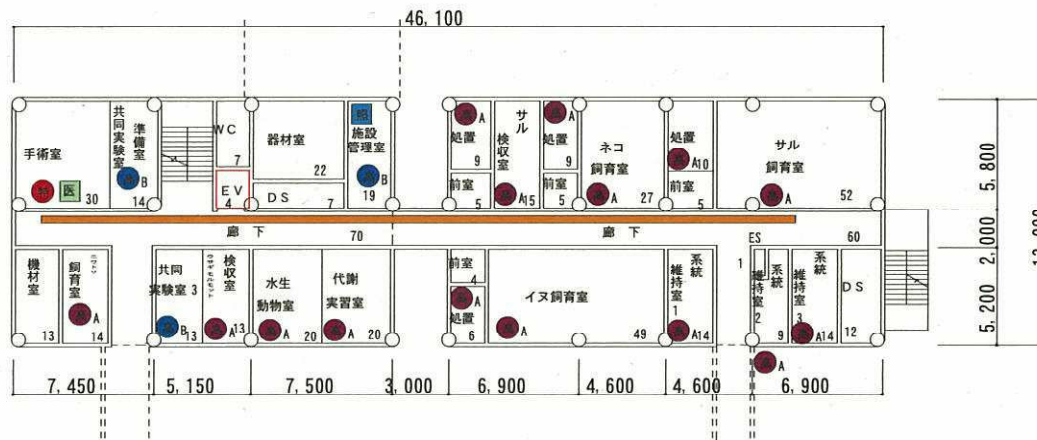 46,100
手術室
30
医
共同実験室
準備室
B
14
WC
7
EV
4
器材室
22
DS
7
施設
管理室
B
19
A
処置
9
前室
5
サル
検収室
A15
A
処置
9
前室
5
ネコ
飼育室
A
27
処置
A10
前室
5
サル
飼育室
A
52
5,800
2,000
5,200
廊下
70
廊下
ES
60
機材室
13
飼育室
A
14
共同
実験室 3
B
13
検収室
A13
水生
動物室
A
20
代謝
実習室
A
20
前室
4
A
処置
6
イヌ飼育室
A
49
系統
維持室
1
A14
1
系統
維持室
2
9
A
系統
維持室
3
A14
DS
12
7,450
5,150
7,500
3,000
6,900
4,600
4,600
6,900